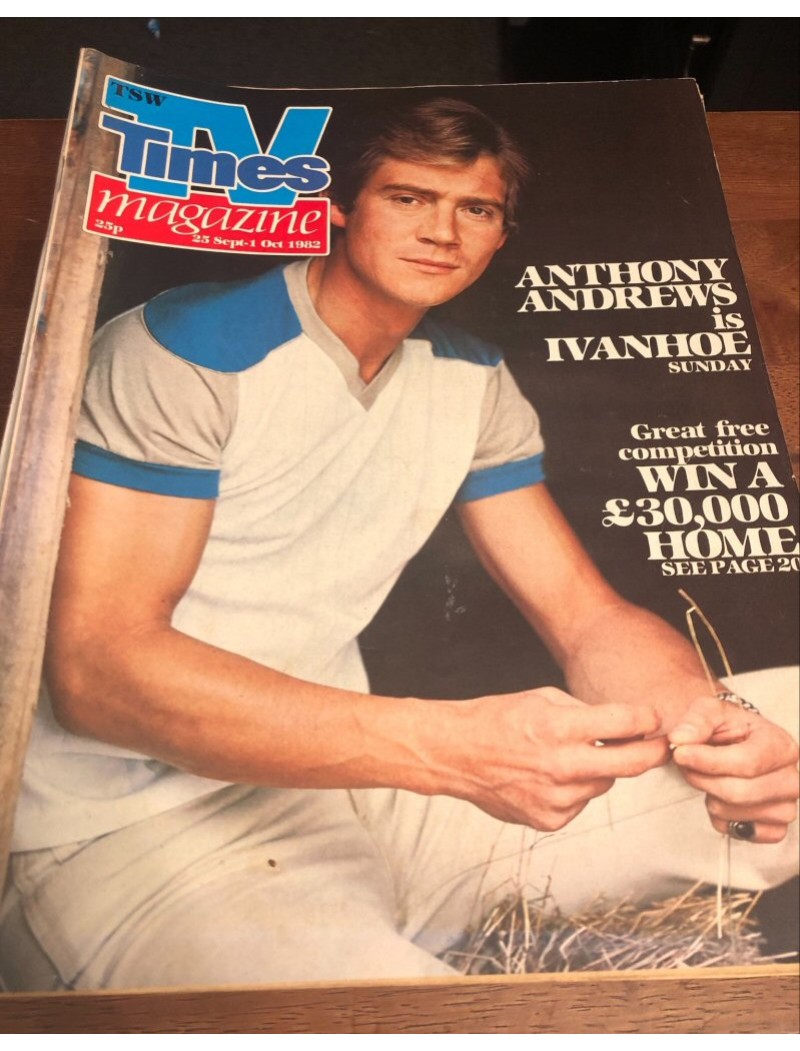 TSW
TV
Times
magazine
25p
25 Sept-1 Oct 1982
ANTHONY
ANDREWS
is
IVANHOE
SUNDAY
Great free
competition
WIN A
£30,000
HOME
SEE PAGE 20